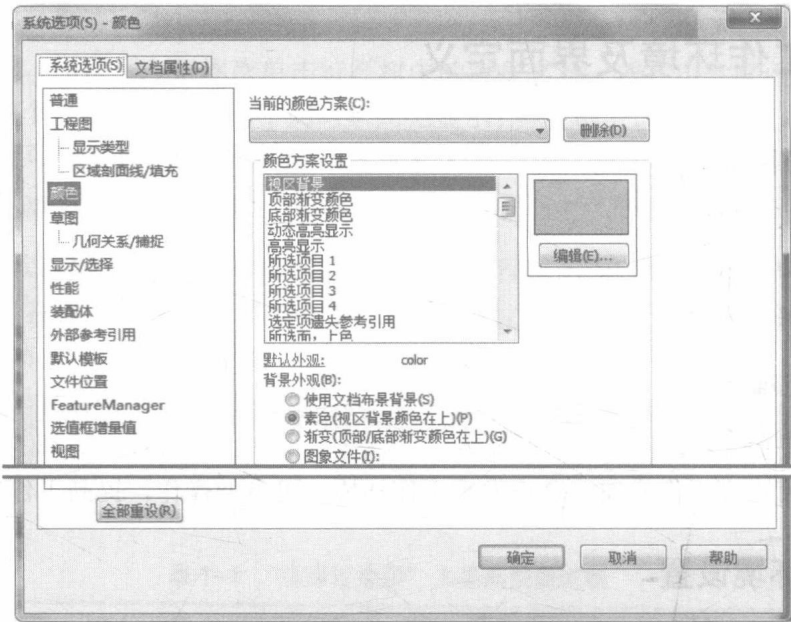 系统选项(S) - 颜色
系统选项(S) 文档属性(D)
普通
工程图
显示类型
区域剖面线/填充
颜色
草图
几何关系/捕捉
显示/选择
性能
装配体
外部参考引用
默认模板
文件位置
FeatureManager
选值框增量值
视图
全部重设(R)
当前的颜色方案(C):
删除(D)
颜色方案设置
视区背景
顶部渐变颜色
底部渐变颜色
动态高亮显示
高亮显示
所选项目 1
所选项目 2
所选项目 3
所选项目 4
选定项遗失参考引用
所选面，上色
编辑(E)...
默认外观: color
背景外观(B):
使用文档布景背景(S)
素色(视区背景颜色在上)(P)
渐变(顶部/底部渐变颜色在上)(G)
图象文件(I):
确定 取消 帮助